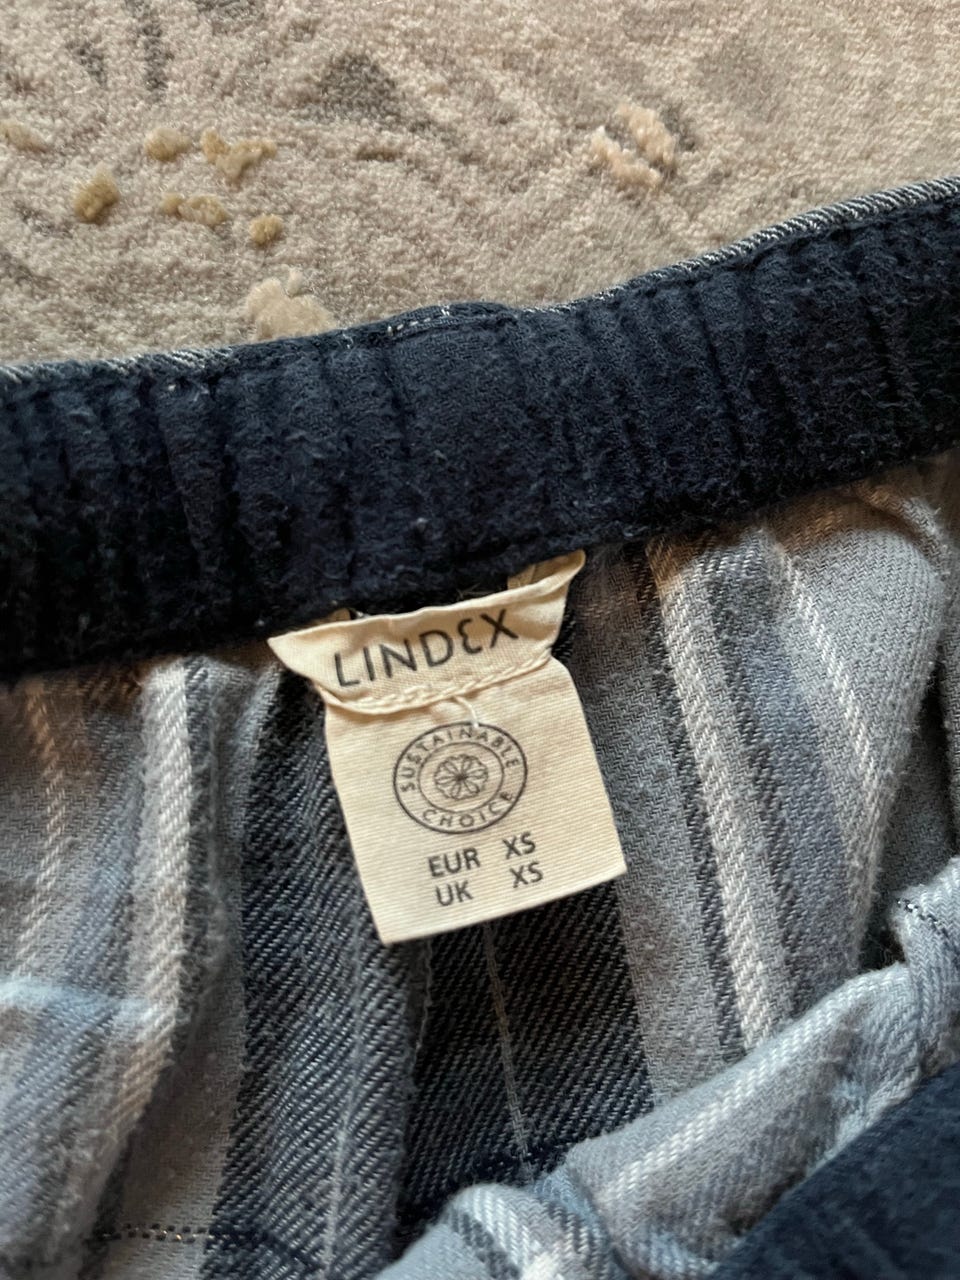 LINDEX
SUSTAINABLE
CHOICE
EUR XS
UK XS